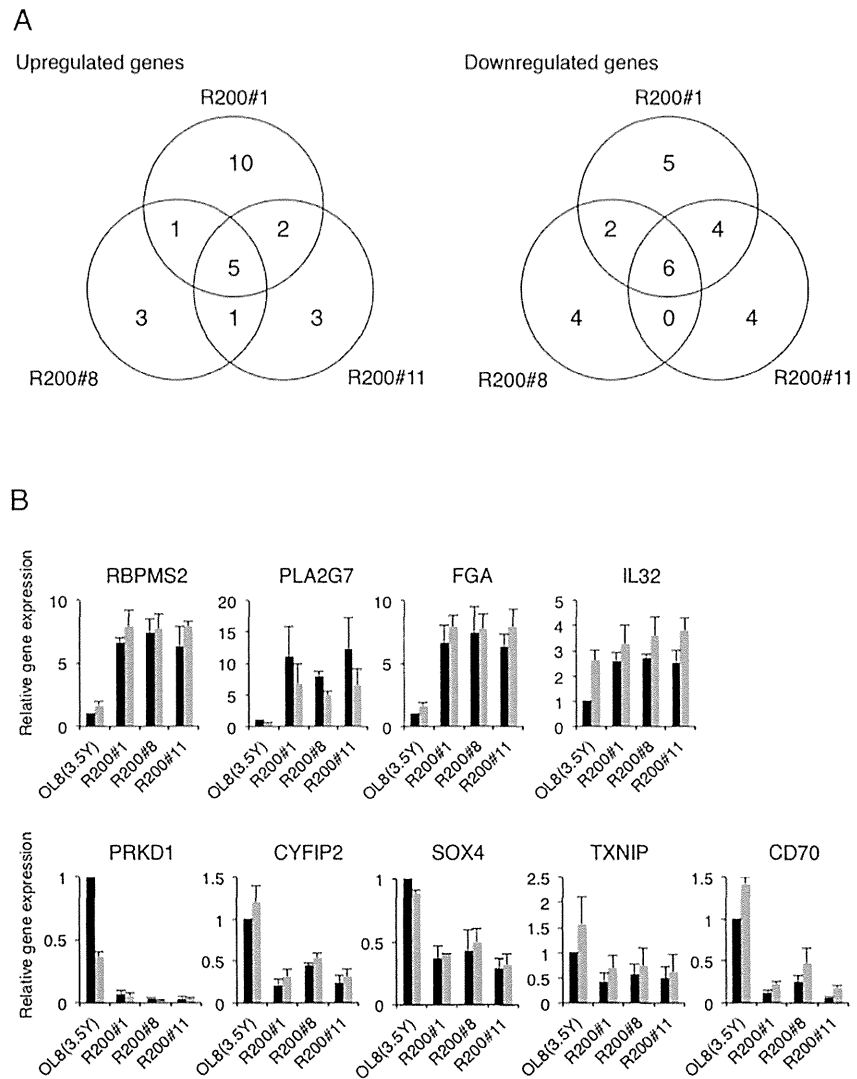 A
Upregulated genes
Downregulated genes
R200#1
R200#1
10
5
1
2
2
4
5
6
3
1
3
4
0
4
R200#8
R200#11
R200#8
R200#11
B
Relative gene expression
RBPMS2
10
5
0
OL8(3.5Y)
R200#1
R200#8
R200#11
PLA2G7
20
15
10
5
0
OL8(3.5Y)
R200#1
R200#8
R200#11
FGA
10
5
0
OL8(3.5Y)
R200#1
R200#8
R200#11
IL32
5
4
3
2
1
0
OL8(3.5Y)
R200#1
R200#8
R200#11
Relative gene expression
PRKD1
1
0.5
0
OL8(3.5Y)
R200#1
R200#8
R200#11
CYFIP2
1.5
1
0.5
0
OL8(3.5Y)
R200#1
R200#8
R200#11
SOX4
1
0.5
0
OL8(3.5Y)
R200#1
R200#8
R200#11
TXNIP
2.5
2
1.5
1
0.5
0
OL8(3.5Y)
R200#1
R200#8
R200#11
CD70
1.5
1
0.5
0
OL8(3.5Y)
R200#1
R200#8
R200#11